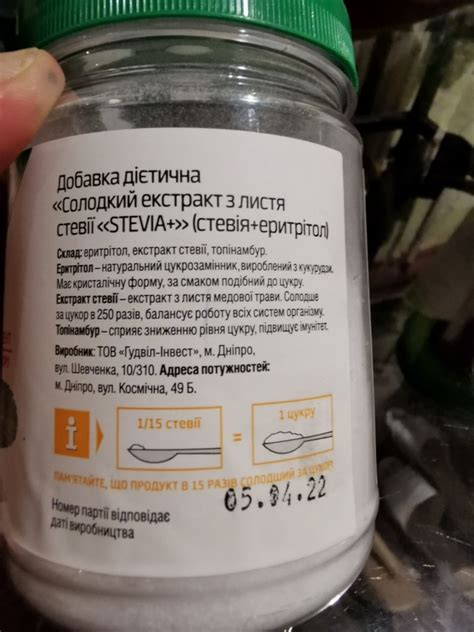 Добавка дієтична
«Солодкий екстракт з листя
стевії «STEVIA+» (стевія+еритрітол)
Склад: еритрітол, екстракт стевії, топінамбур.
Еритрітол – натуральний цукрозамінник, вироблений з кукурудзи.
Має кристалічну форму, за смаком подібний до цукру.
Екстракт стевії – екстракт з листя медової трави. Солодше
за цукор в 250 разів, балансує роботу всіх систем організму.
Топінамбур – сприяє зниженню рівня цукру, підвищує імунітет.
Виробник: ТОВ «Гудвіл-Інвест», м. Дніпро,
вул. Шевченка, 10/310. Адреса потужностей:
м. Дніпро, вул. Космічна, 49 Б.
i
1/15 стевії
=
1 цукру
ПАМ'ЯТАЙТЕ, ЩО ПРОДУКТ В 15 РАЗІВ СОЛОДШИЙ ЗА ЦУКОР!
05.04.22
Номер партії відповідає
даті виробництва